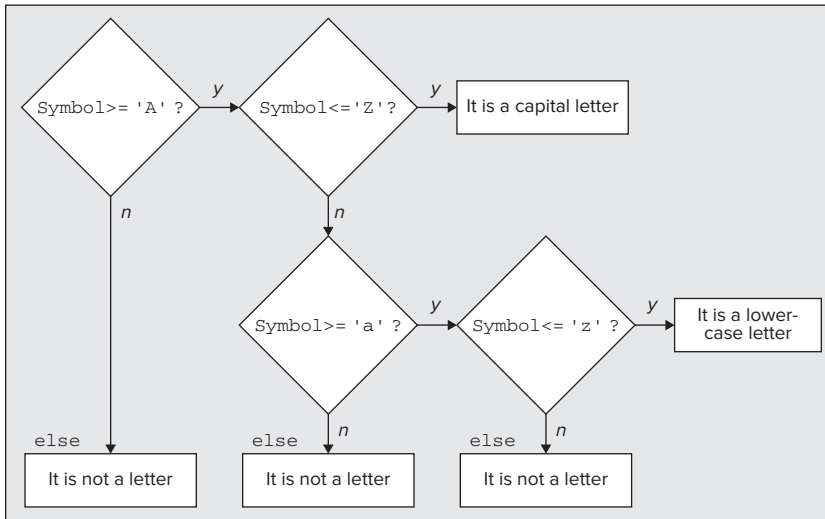 Symbol>= 'A' ?
y
Symbol<='Z'?
y
It is a capital letter
n
n
Symbol>= 'a' ?
y
Symbol<= 'z' ?
y
It is a lower-
case letter
else
else
n
else
n
It is not a letter
It is not a letter
It is not a letter